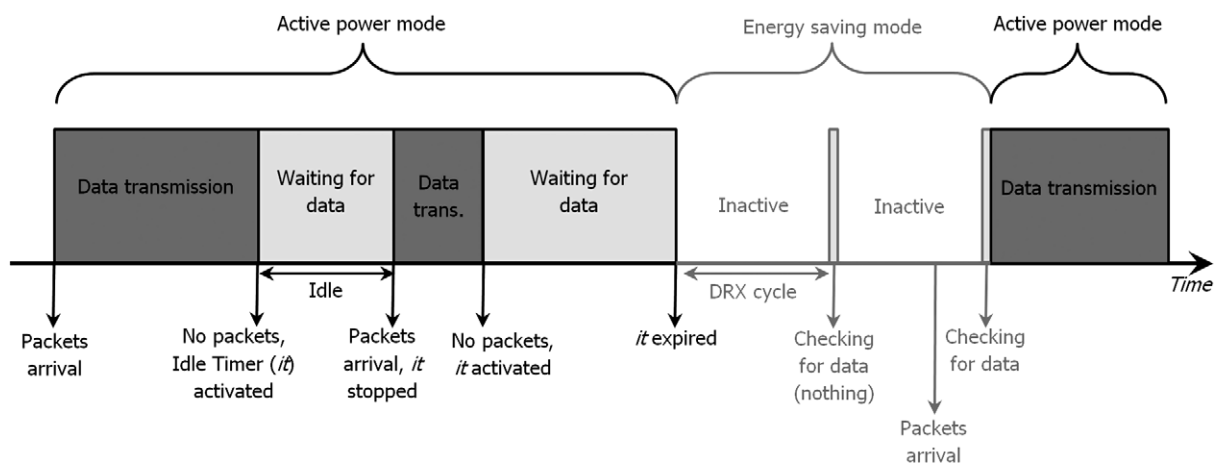 Active power mode
Energy saving mode
Active power mode
Data transmission
Waiting for
data
Data
trans.
Waiting for
data
Inactive
Inactive
Data transmission
Idle
DRX cycle
Time
Packets
arrival
No packets,
Idle Timer (it)
activated
Packets
arrival, it
stopped
No packets,
it activated
it expired
Checking
for data
(nothing)
Checking
for data
Packets
arrival